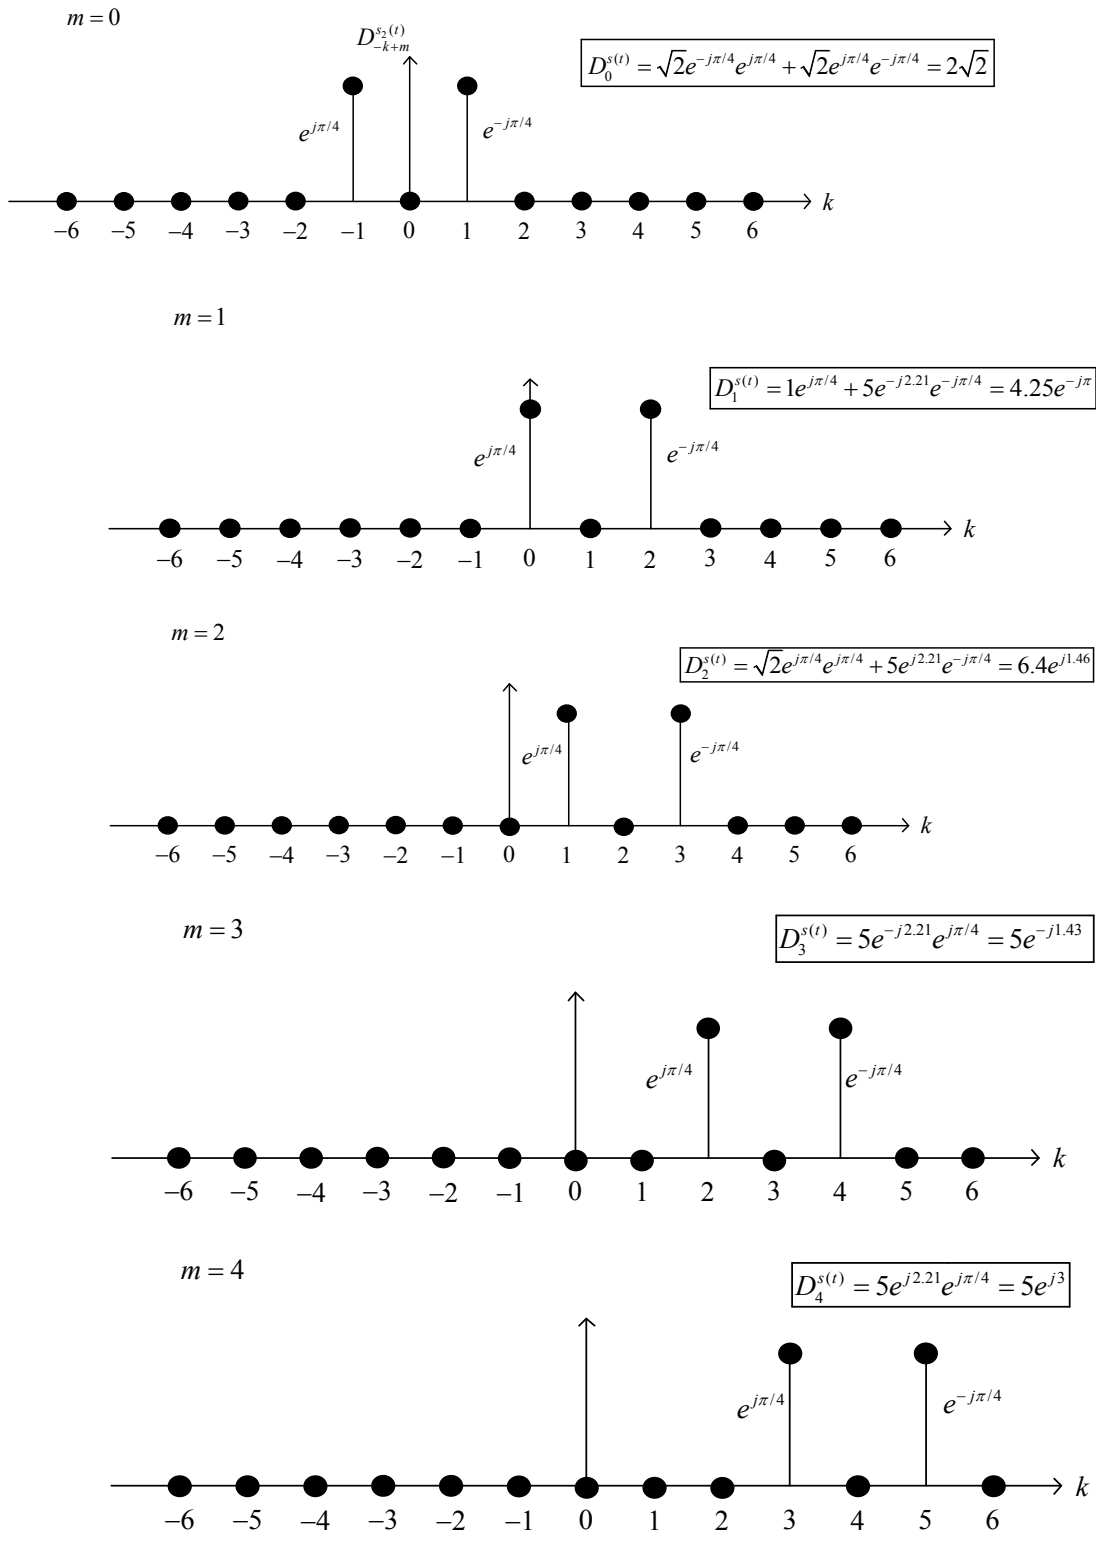 m = 0
D_{-k+m}^{s_2(t)}
D_0^{s(t)} = √2e^{-jπ/4}e^{jπ/4} + √2e^{jπ/4}e^{-jπ/4} = 2√2
e^{jπ/4} e^{-jπ/4}
k
−6 −5 −4 −3 −2 −1 0 1 2 3 4 5 6
m = 1
D_1^{s(t)} = 1e^{jπ/4} + 5e^{-j2.21}e^{-jπ/4} = 4.25e^{-jπ}
e^{jπ/4} e^{-jπ/4}
k
−6 −5 −4 −3 −2 −1 0 1 2 3 4 5 6
m = 2
D_2^{s(t)} = √2e^{jπ/4}e^{jπ/4} + 5e^{j2.21}e^{-jπ/4} = 6.4e^{j1.46}
e^{jπ/4} e^{-jπ/4}
k
−6 −5 −4 −3 −2 −1 0 1 2 3 4 5 6
m = 3
D_3^{s(t)} = 5e^{-j2.21}e^{jπ/4} = 5e^{-j1.43}
e^{jπ/4} e^{-jπ/4}
k
−6 −5 −4 −3 −2 −1 0 1 2 3 4 5 6
m = 4
D_4^{s(t)} = 5e^{j2.21}e^{jπ/4} = 5e^{j3}
e^{jπ/4} e^{-jπ/4}
k
−6 −5 −4 −3 −2 −1 0 1 2 3 4 5 6